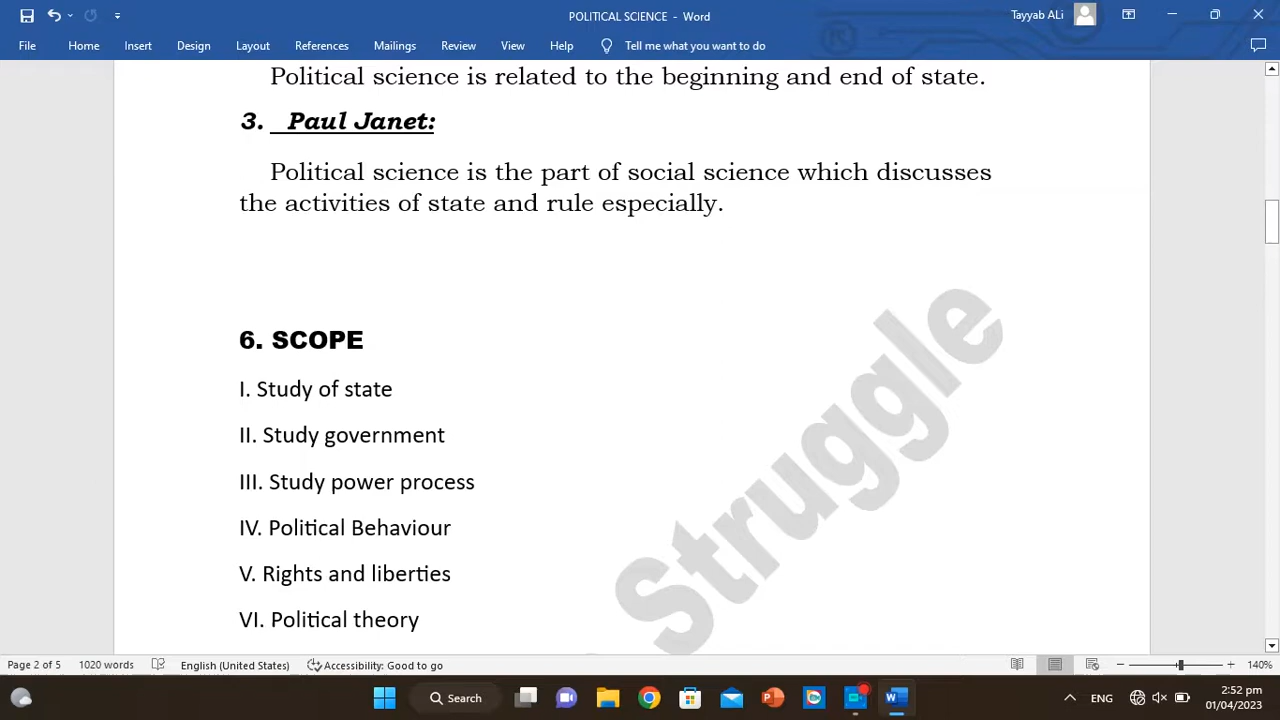 POLITICAL SCIENCE - Word
Tayyab ALi
File Home Insert Design Layout References Mailings Review View Help Tell me what you want to do
Political science is related to the beginning and end of state.
3. Paul Janet:
Political science is the part of social science which discusses
the activities of state and rule especially.
6. SCOPE
I. Study of state
II. Study government
III. Study power process
IV. Political Behaviour
V. Rights and liberties
VI. Political theory
Struggle
Page 2 of 5 1020 words English (United States) Accessibility: Good to go 140%
Search ENG 2:52 pm
01/04/2023